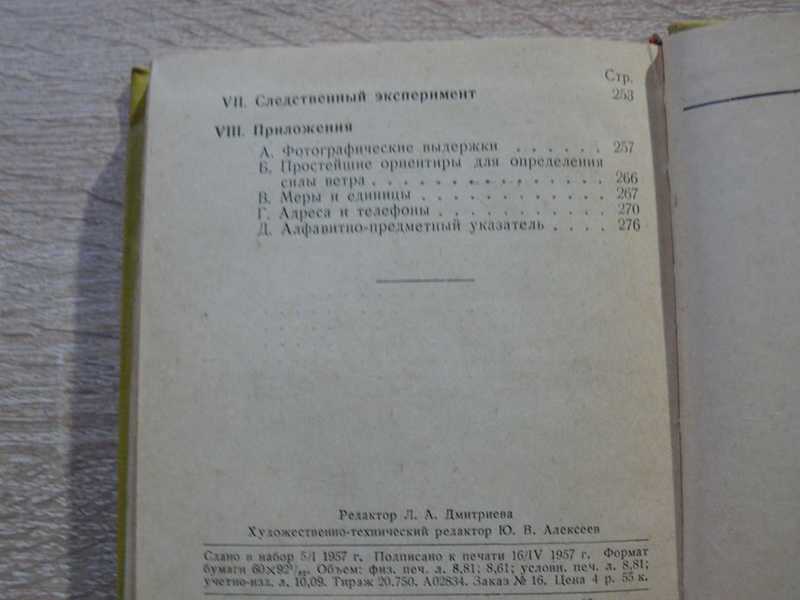 Стр.
VII. Следственный эксперимент 253
VIII. Приложения
А. Фотографические выдержки . . . . . . 257
Б. Простейшие ориентиры для определения
силы ветра . . . . . . . . . . . . . 266
В. Меры и единицы . . . . . . . . . . . 267
Г. Адреса и телефоны . . . . . . . . . . 270
Д. Алфавитно-предметный указатель . . . . 276
Редактор Л. А. Дмитриева
Художественно-технический редактор Ю. В. Алексеев
Сдано в набор 5/I 1957 г. Подписано к печати 16/IV 1957 г. Формат
бумаги 60×92¹/₃₂. Объем: физ. печ. л. 8,81; 8,61; условн. печ. л. 8,81;
учетно-изд. л. 10,09. Тираж 20.750. А02834. Заказ № 16. Цена 4 р. 55 к.